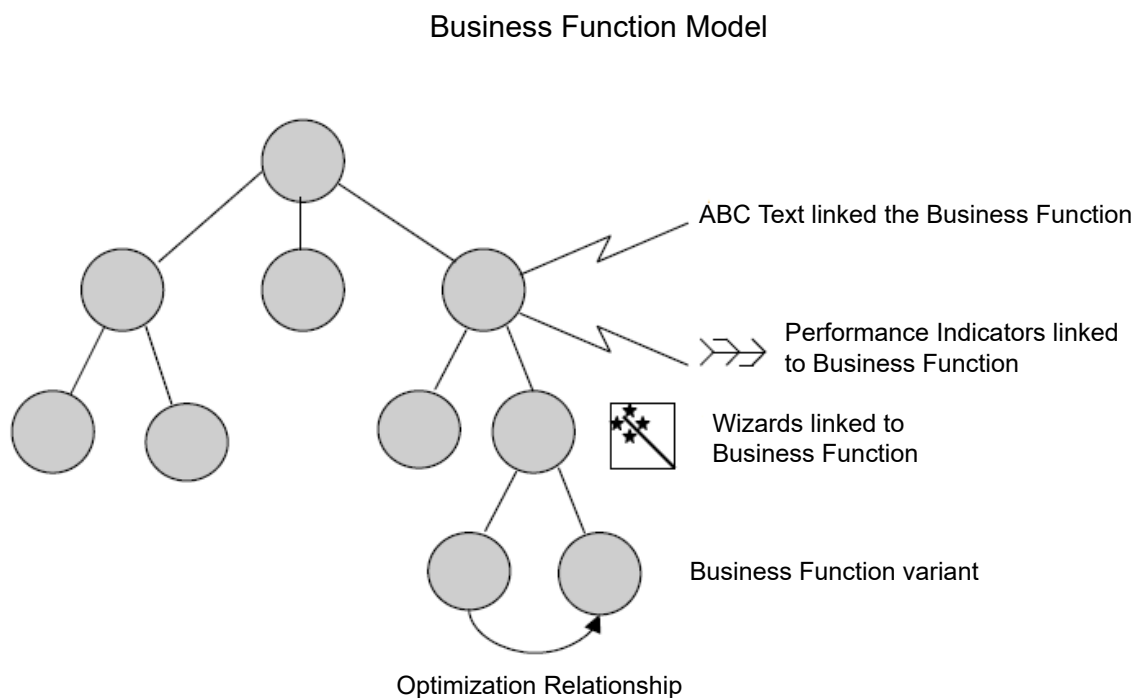 Business Function Model
ABC Text linked the Business Function
Performance Indicators linked
to Business Function
Wizards linked to
Business Function
Business Function variant
Optimization Relationship